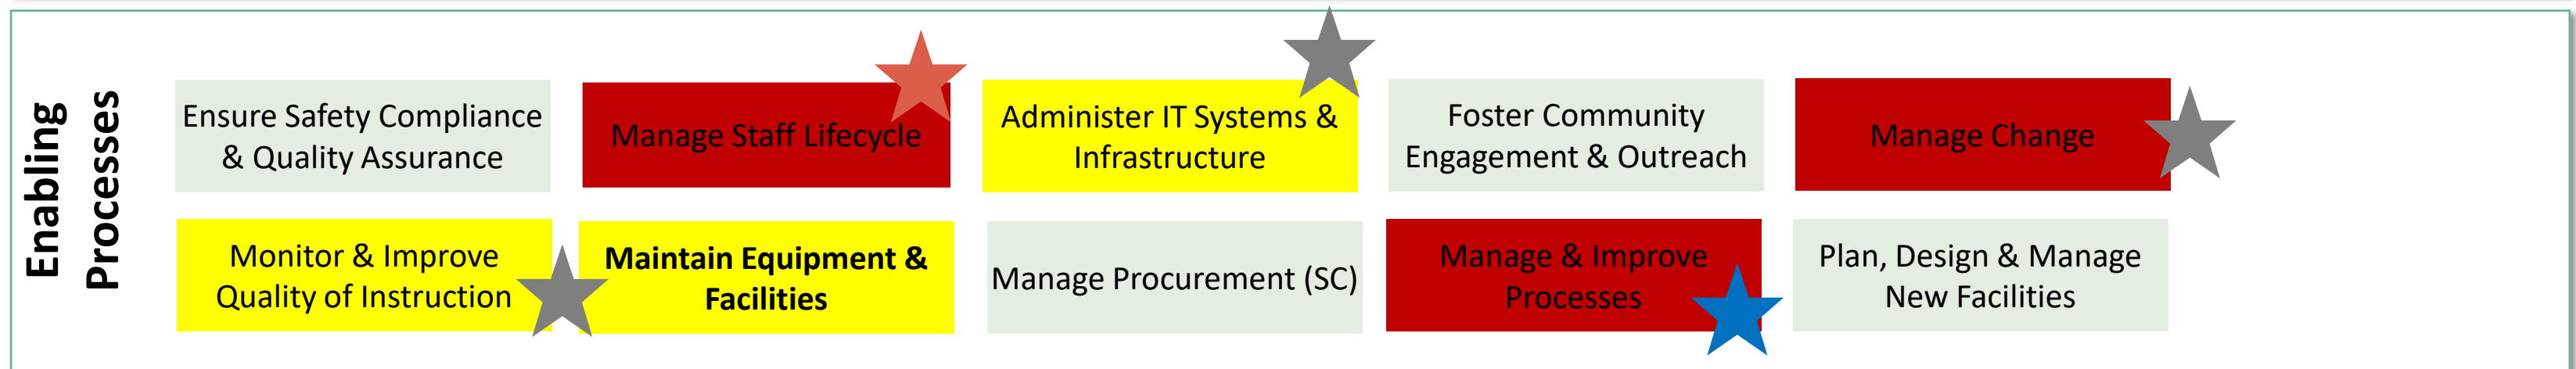 Enabling
Processes
Ensure Safety Compliance
& Quality Assurance
Manage Staff Lifecycle
Administer IT Systems &
Infrastructure
Foster Community
Engagement & Outreach
Manage Change
Monitor & Improve
Quality of Instruction
Maintain Equipment &
Facilities
Manage Procurement (SC)
Manage & Improve
Processes
Plan, Design & Manage
New Facilities